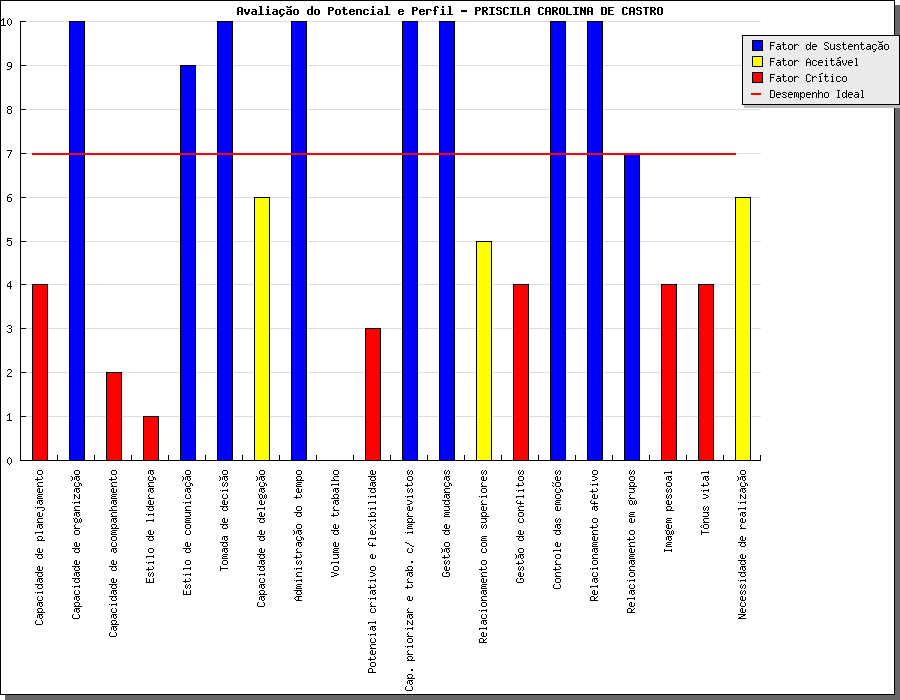 Avaliação do Potencial e Perfil - PRISCILA CAROLINA DE CASTRO
Fator de Sustentação
Fator Aceitável
Fator Crítico
Desempenho Ideal
10
9
8
7
6
5
4
3
2
1
0
Capacidade de planejamento
Capacidade de organização
Capacidade de acompanhamento
Estilo de liderança
Estilo de comunicação
Tomada de decisão
Capacidade de delegação
Administração do tempo
Volume de trabalho
Potencial criativo e flexibilidade
Cap. priorizar e trab. c/ imprevistos
Gestão de mudanças
Relacionamento com superiores
Gestão de conflitos
Controle das emoções
Relacionamento afetivo
Relacionamento em grupos
Imagem pessoal
Tônus vital
Necessidade de realização